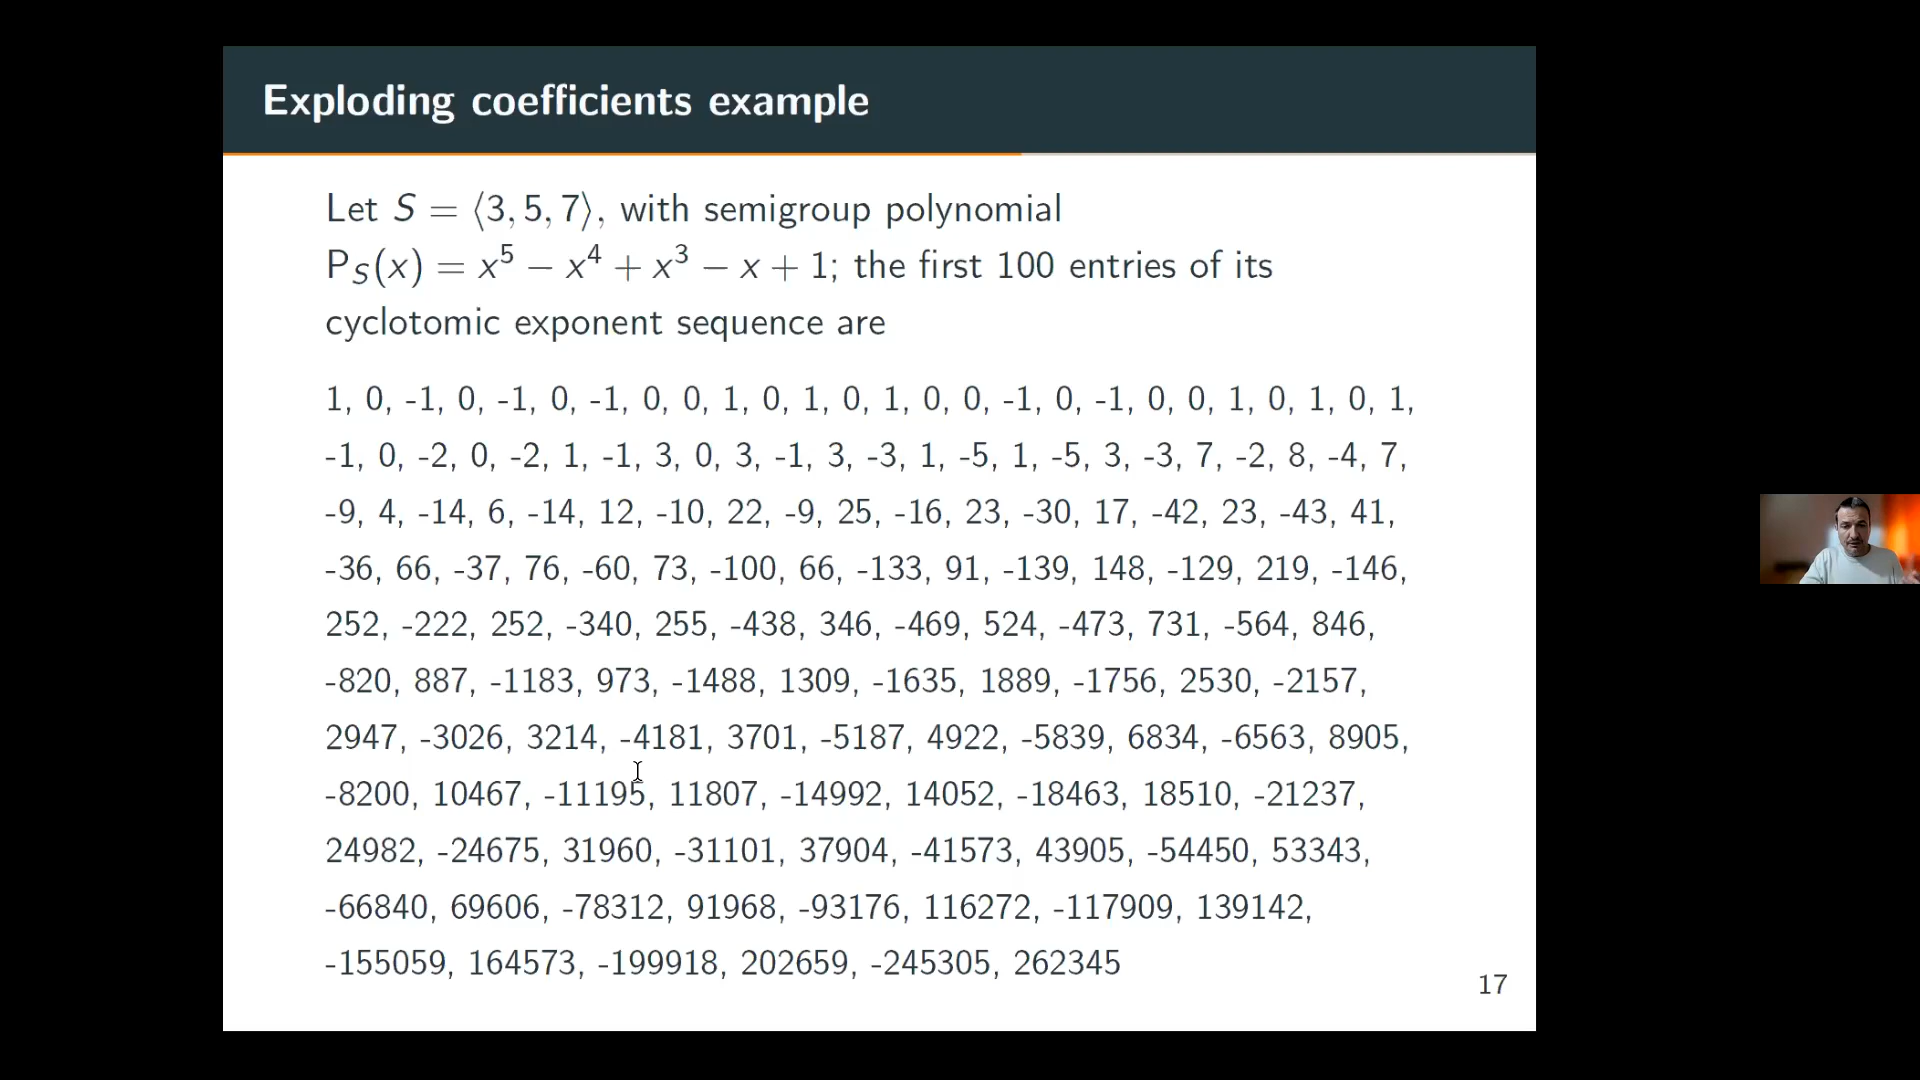 Exploding coefficients example
Let S = ⟨3, 5, 7⟩, with semigroup polynomial
P_S(x) = x⁵ − x⁴ + x³ − x + 1; the first 100 entries of its
cyclotomic exponent sequence are
1, 0, -1, 0, -1, 0, -1, 0, 0, 1, 0, 1, 0, 1, 0, 0, -1, 0, -1, 0, 0, 1, 0, 1, 0, 1,
-1, 0, -2, 0, -2, 1, -1, 3, 0, 3, -1, 3, -3, 1, -5, 1, -5, 3, -3, 7, -2, 8, -4, 7,
-9, 4, -14, 6, -14, 12, -10, 22, -9, 25, -16, 23, -30, 17, -42, 23, -43, 41,
-36, 66, -37, 76, -60, 73, -100, 66, -133, 91, -139, 148, -129, 219, -146,
252, -222, 252, -340, 255, -438, 346, -469, 524, -473, 731, -564, 846,
-820, 887, -1183, 973, -1488, 1309, -1635, 1889, -1756, 2530, -2157,
2947, -3026, 3214, -4181, 3701, -5187, 4922, -5839, 6834, -6563, 8905,
-8200, 10467, -11195, 11807, -14992, 14052, -18463, 18510, -21237,
24982, -24675, 31960, -31101, 37904, -41573, 43905, -54450, 53343,
-66840, 69606, -78312, 91968, -93176, 116272, -117909, 139142,
-155059, 164573, -199918, 202659, -245305, 262345
17